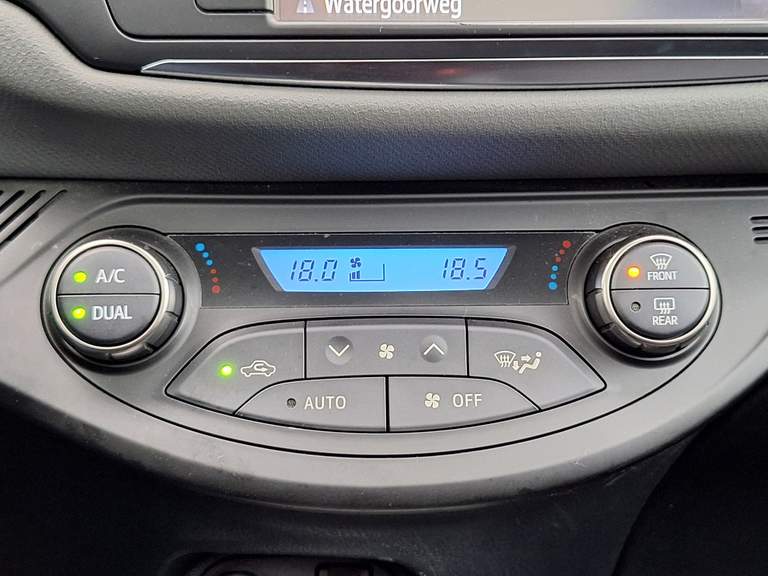 Watergoorweg
18.0 18.5
A/C
DUAL
FRONT
REAR
AUTO
OFF